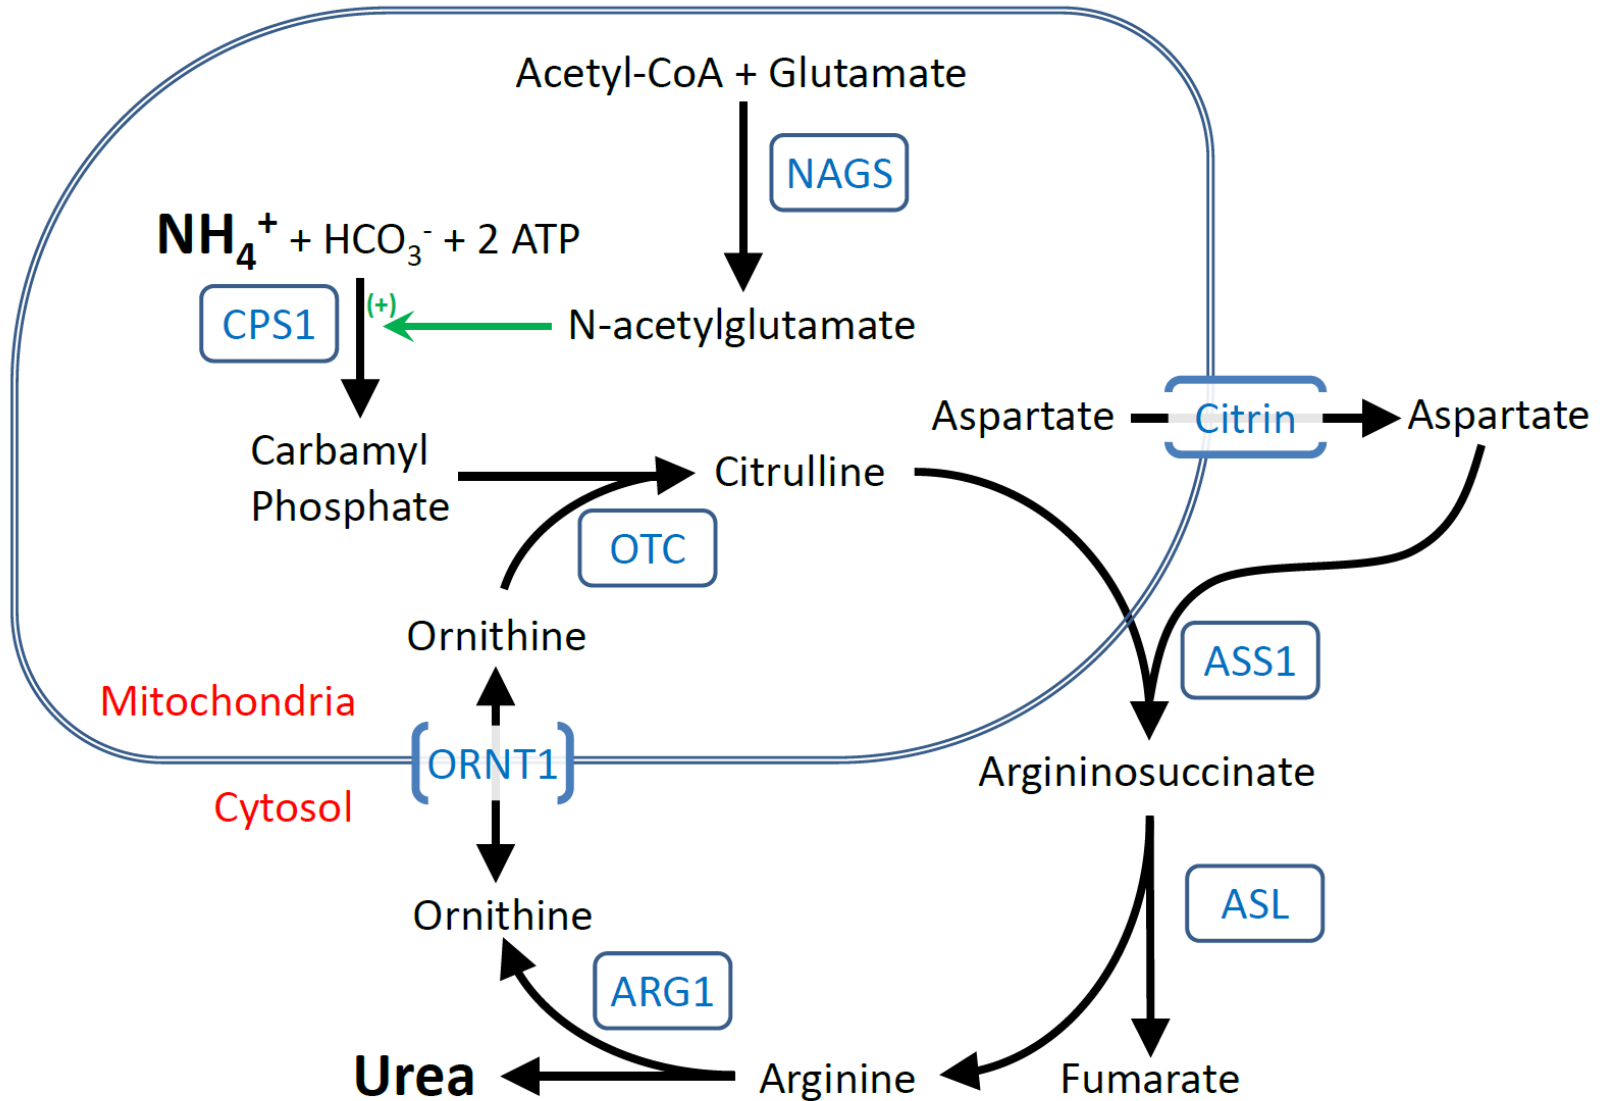 Acetyl-CoA + Glutamate
NAGS
NH₄⁺ + HCO₃⁻ + 2 ATP
(+)
CPS1
N-acetylglutamate
Aspartate
Citrin
Aspartate
Carbamyl
Phosphate
Citrulline
OTC
Ornithine
ASS1
Mitochondria
ORNT1
Argininosuccinate
Cytosol
ASL
Ornithine
ARG1
Urea
Arginine
Fumarate